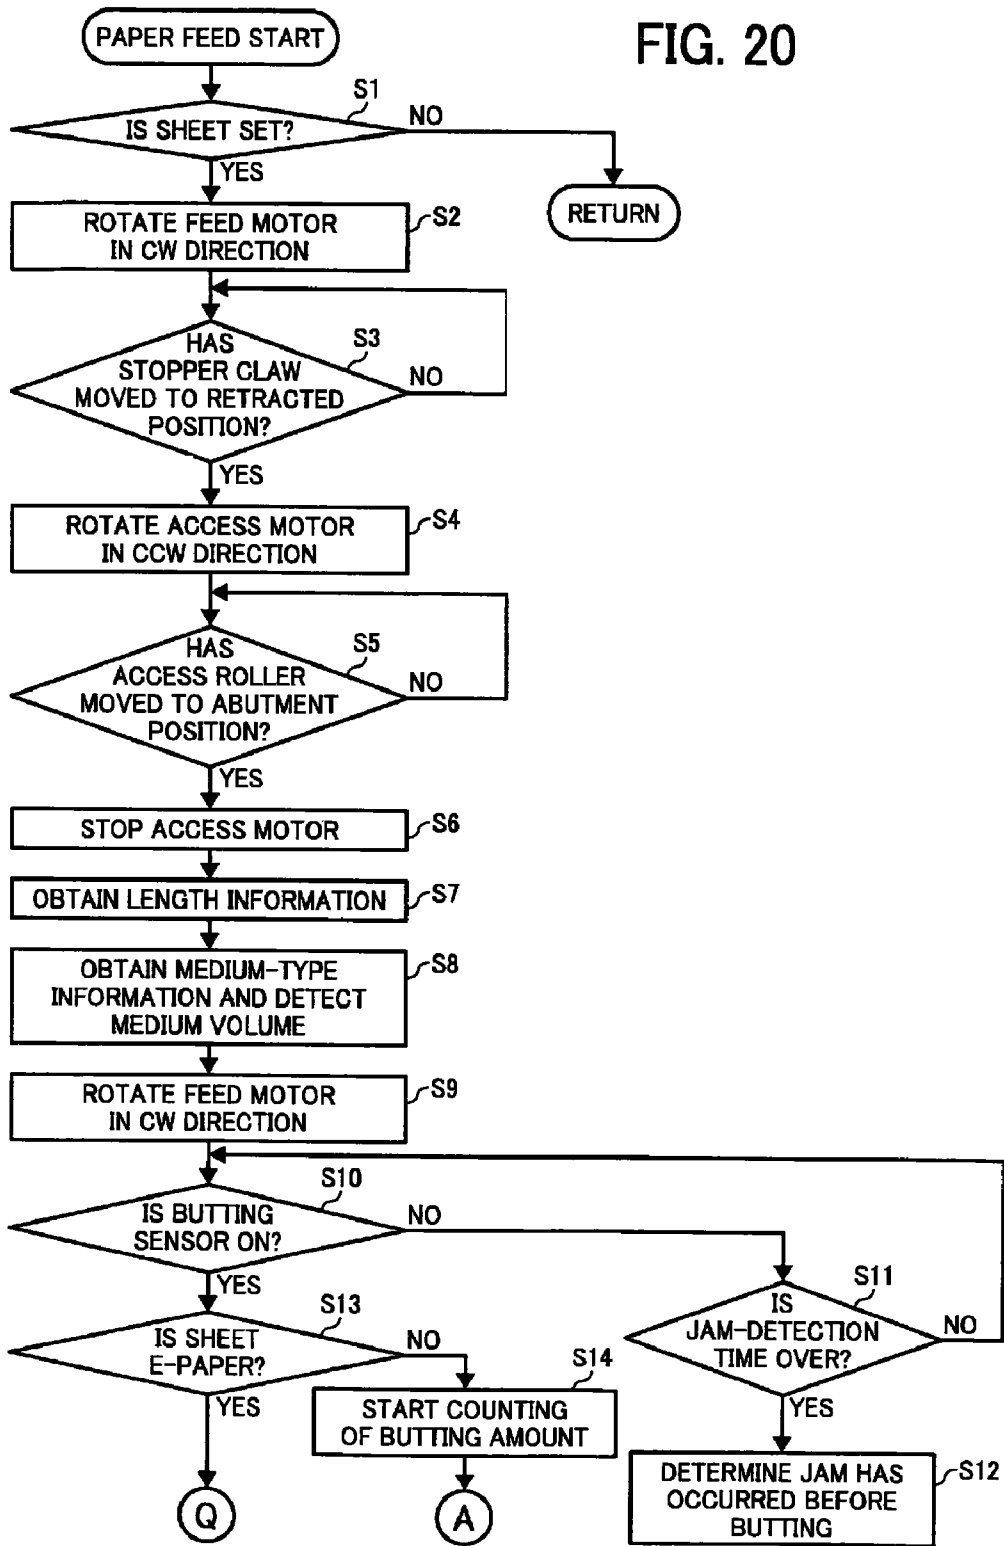 FIG. 20
PAPER FEED START
S1
IS SHEET SET?
NO
YES
RETURN
S2
ROTATE FEED MOTOR
IN CW DIRECTION
S3
HAS
STOPPER CLAW
MOVED TO RETRACTED
POSITION?
NO
YES
S4
ROTATE ACCESS MOTOR
IN CCW DIRECTION
S5
HAS
ACCESS ROLLER
MOVED TO ABUTMENT
POSITION?
NO
YES
STOP ACCESS MOTOR
S6
OBTAIN LENGTH INFORMATION
S7
OBTAIN MEDIUM-TYPE
INFORMATION AND DETECT
MEDIUM VOLUME
S8
ROTATE FEED MOTOR
IN CW DIRECTION
S9
S10
IS BUTTING
SENSOR ON?
NO
YES
S11
IS
JAM-DETECTION
TIME OVER?
NO
YES
S12
DETERMINE JAM HAS
OCCURRED BEFORE
BUTTING
S13
IS SHEET
E-PAPER?
NO
YES
S14
START COUNTING
OF BUTTING AMOUNT
Q
A